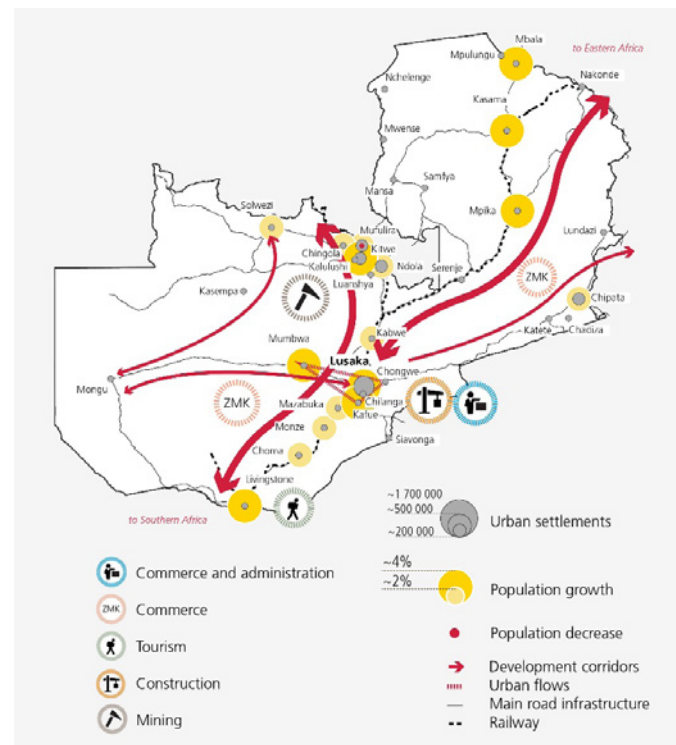 Mbala
to Eastern Africa
Mpulungu
Nakonde
Nchelenge
Kasama
Mwense
Mansa
Samfya
Mpika
Solwezi
Mufulira
Lundazi
Chingola
Kitwe
Kalulushi
Ndola
Serenje
ZMK
Luanshya
Kasempa
Chipata
Kabwe
Katete
Chadiza
Mumbwa
Lusaka
Chongwe
Mongu
ZMK
Mazabuka
Chilanga
Kafue
Monze
Siavonga
Choma
Livingstone
to Southern Africa
~1 700 000
~500 000
~200 000
Urban settlements
~4%
~2%
Population growth
Population decrease
Development corridors
Urban flows
Main road infrastructure
Railway
Commerce and administration
ZMK Commerce
Tourism
Construction
Mining